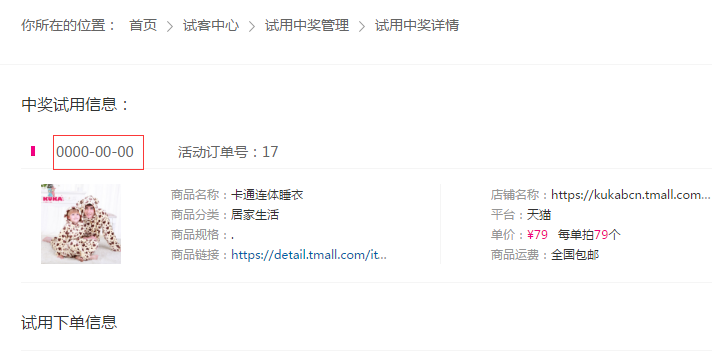 你所在的位置： 首页 > 试客中心 > 试用中奖管理 > 试用中奖详情
中奖试用信息：
0000-00-00 活动订单号：17
商品名称：卡通连体睡衣
商品分类：居家生活
商品规格：.
商品链接：https://detail.tmall.com/it...
店铺名称：https://kukabcn.tmall.com...
平台：天猫
单价：¥79 每单拍79个
商品运费：全国包邮
试用下单信息